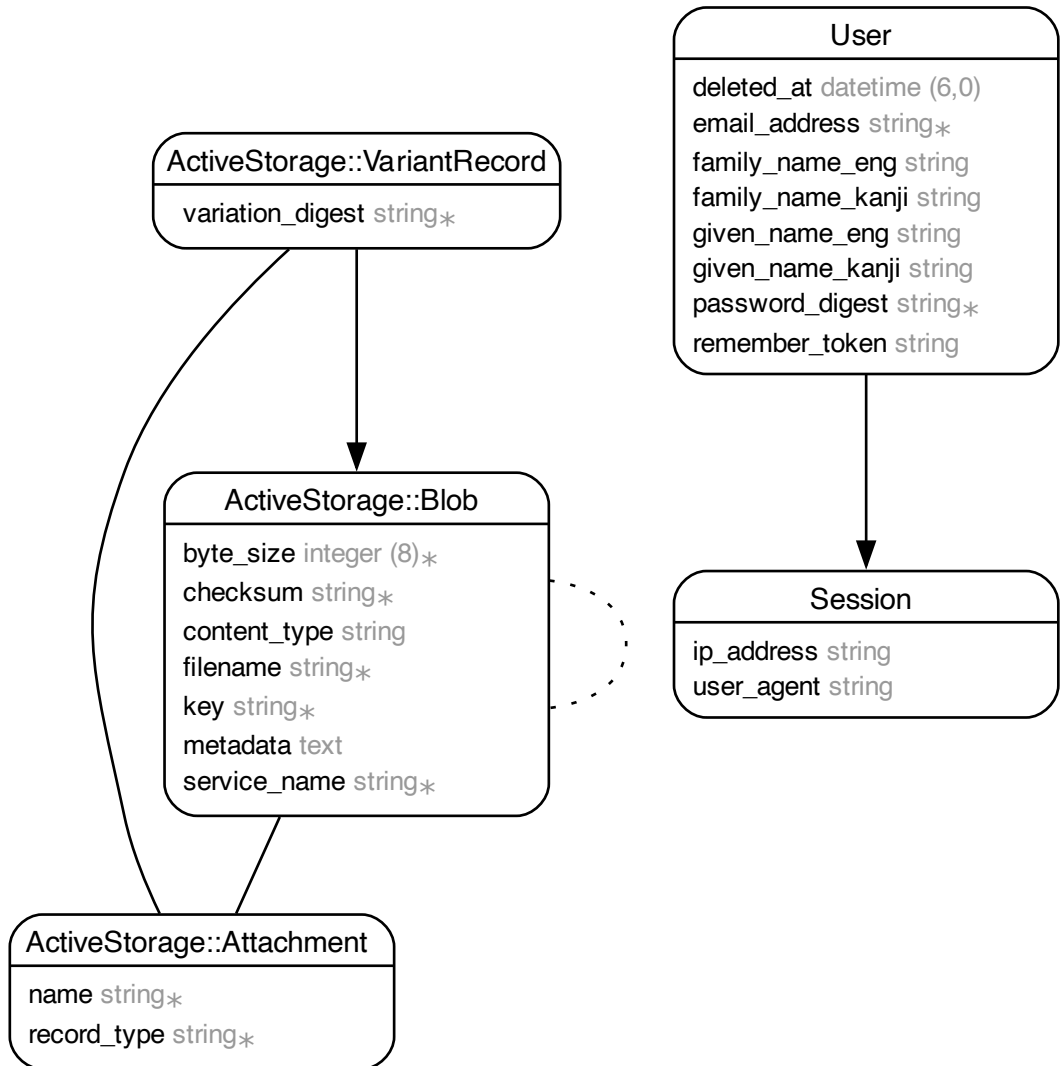 User
deleted_at datetime (6,0)
email_address string∗
family_name_eng string
family_name_kanji string
given_name_eng string
given_name_kanji string
password_digest string∗
remember_token string
ActiveStorage::VariantRecord
variation_digest string∗
ActiveStorage::Blob
byte_size integer (8)∗
checksum string∗
content_type string
filename string∗
key string∗
metadata text
service_name string∗
Session
ip_address string
user_agent string
ActiveStorage::Attachment
name string∗
record_type string∗